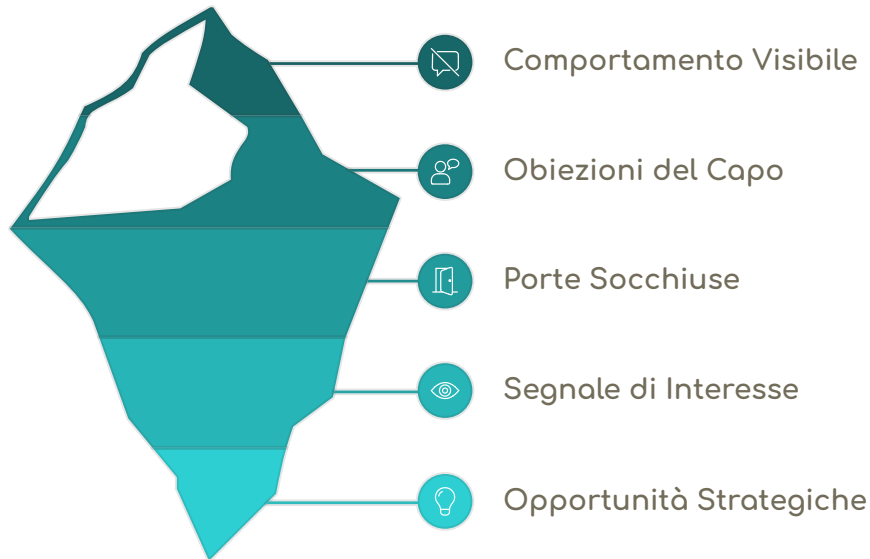 Comportamento Visibile
Obiezioni del Capo
Porte Socchiuse
Segnale di Interesse
Opportunità Strategiche